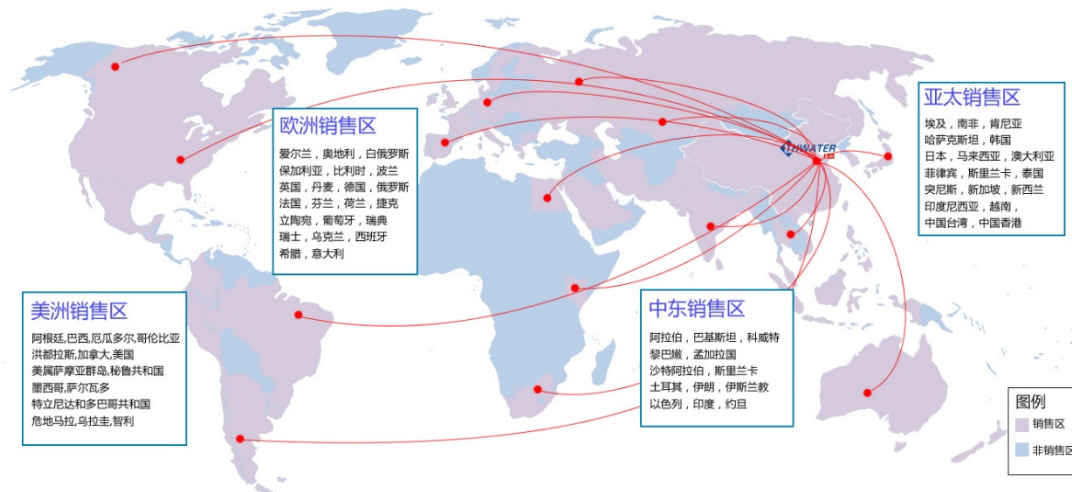 THWATER
欧洲销售区
爱尔兰，奥地利，白俄罗斯
保加利亚，比利时，波兰
英国，丹麦，德国，俄罗斯
法国，芬兰，荷兰，捷克
立陶宛，葡萄牙，瑞典
瑞士，乌克兰，西班牙
希腊，意大利
亚太销售区
埃及，南非，肯尼亚
哈萨克斯坦，韩国
日本，马来西亚，澳大利亚
菲律宾，斯里兰卡，泰国
突尼斯，新加坡，新西兰
印度尼西亚，越南，
中国台湾，中国香港
美洲销售区
阿根廷,巴西,厄瓜多尔,哥伦比亚
洪都拉斯,加拿大,美国
美属萨摩亚群岛,秘鲁共和国
墨西哥,萨尔瓦多
特立尼达和多巴哥共和国
危地马拉,乌拉圭,智利
中东销售区
阿拉伯，巴基斯坦，科威特
黎巴嫩，孟加拉国
沙特阿拉伯，斯里兰卡
土耳其，伊朗，伊斯兰教
以色列，印度，约旦
图例
销售区
非销售区